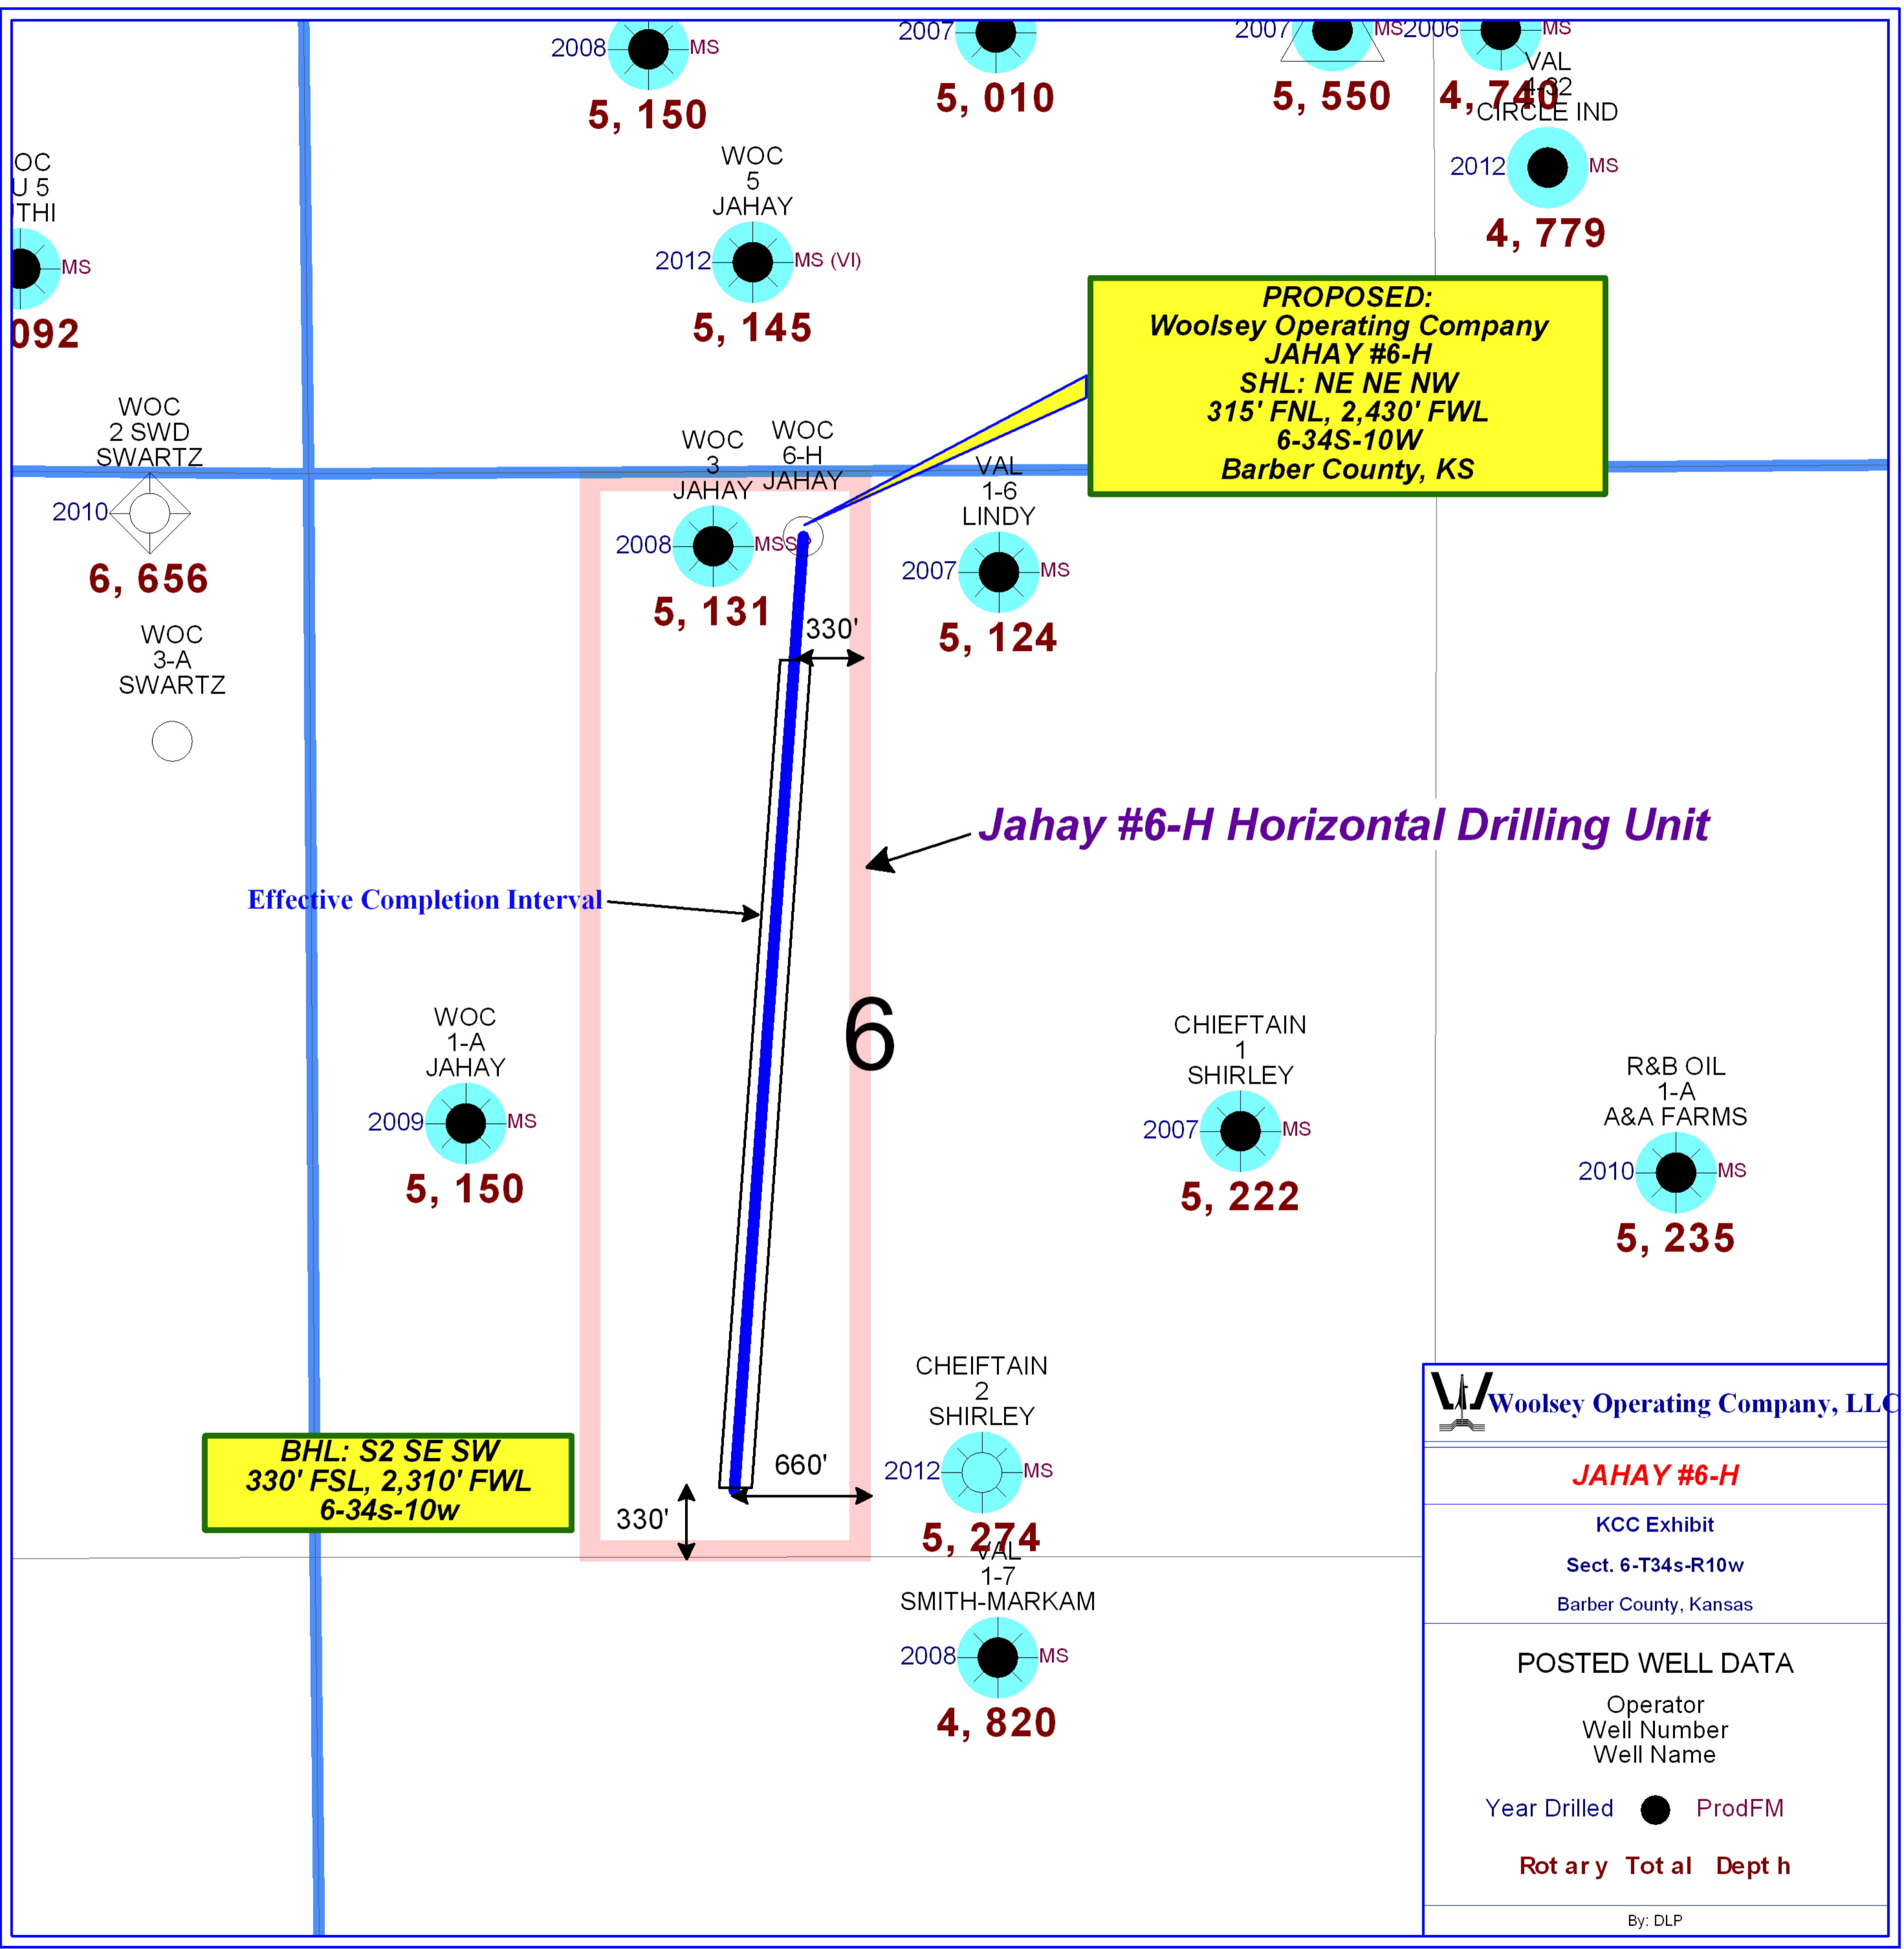 2008 MS
5, 150
2007
5, 010
2007 MS
5, 550
2006 MS
4, 740
VAL
4-32
CIRCLE IND
2012 MS
4, 779
OC
U 5
THI
MS
092
WOC
5
JAHAY
2012 MS (VI)
5, 145
PROPOSED:
Woolsey Operating Company
JAHAY #6-H
SHL: NE NE NW
315' FNL, 2,430' FWL
6-34S-10W
Barber County, KS
WOC
2 SWD
SWARTZ
2010
6, 656
WOC
3-A
SWARTZ
WOC
3
JAHAY
2008
5, 131
WOC
6-H
JAHAY
VAL
1-6
LINDY
2007 MS
5, 124
330'
Jahay #6-H Horizontal Drilling Unit
Effective Completion Interval
6
WOC
1-A
JAHAY
2009 MS
5, 150
CHIEFTAIN
1
SHIRLEY
2007 MS
5, 222
R&B OIL
1-A
A&A FARMS
2010 MS
5, 235
CHEIFTAIN
2
SHIRLEY
2012 MS
5, 274
BHL: S2 SE SW
330' FSL, 2,310' FWL
6-34s-10w
660'
330'
VAL
1-7
SMITH-MARKAM
2008 MS
4, 820
Woolsey Operating Company, LLC
JAHAY #6-H
KCC Exhibit
Sect. 6-T34s-R10w
Barber County, Kansas
POSTED WELL DATA
Operator
Well Number
Well Name
Year Drilled ProdFM
Rotary Total Depth
By: DLP